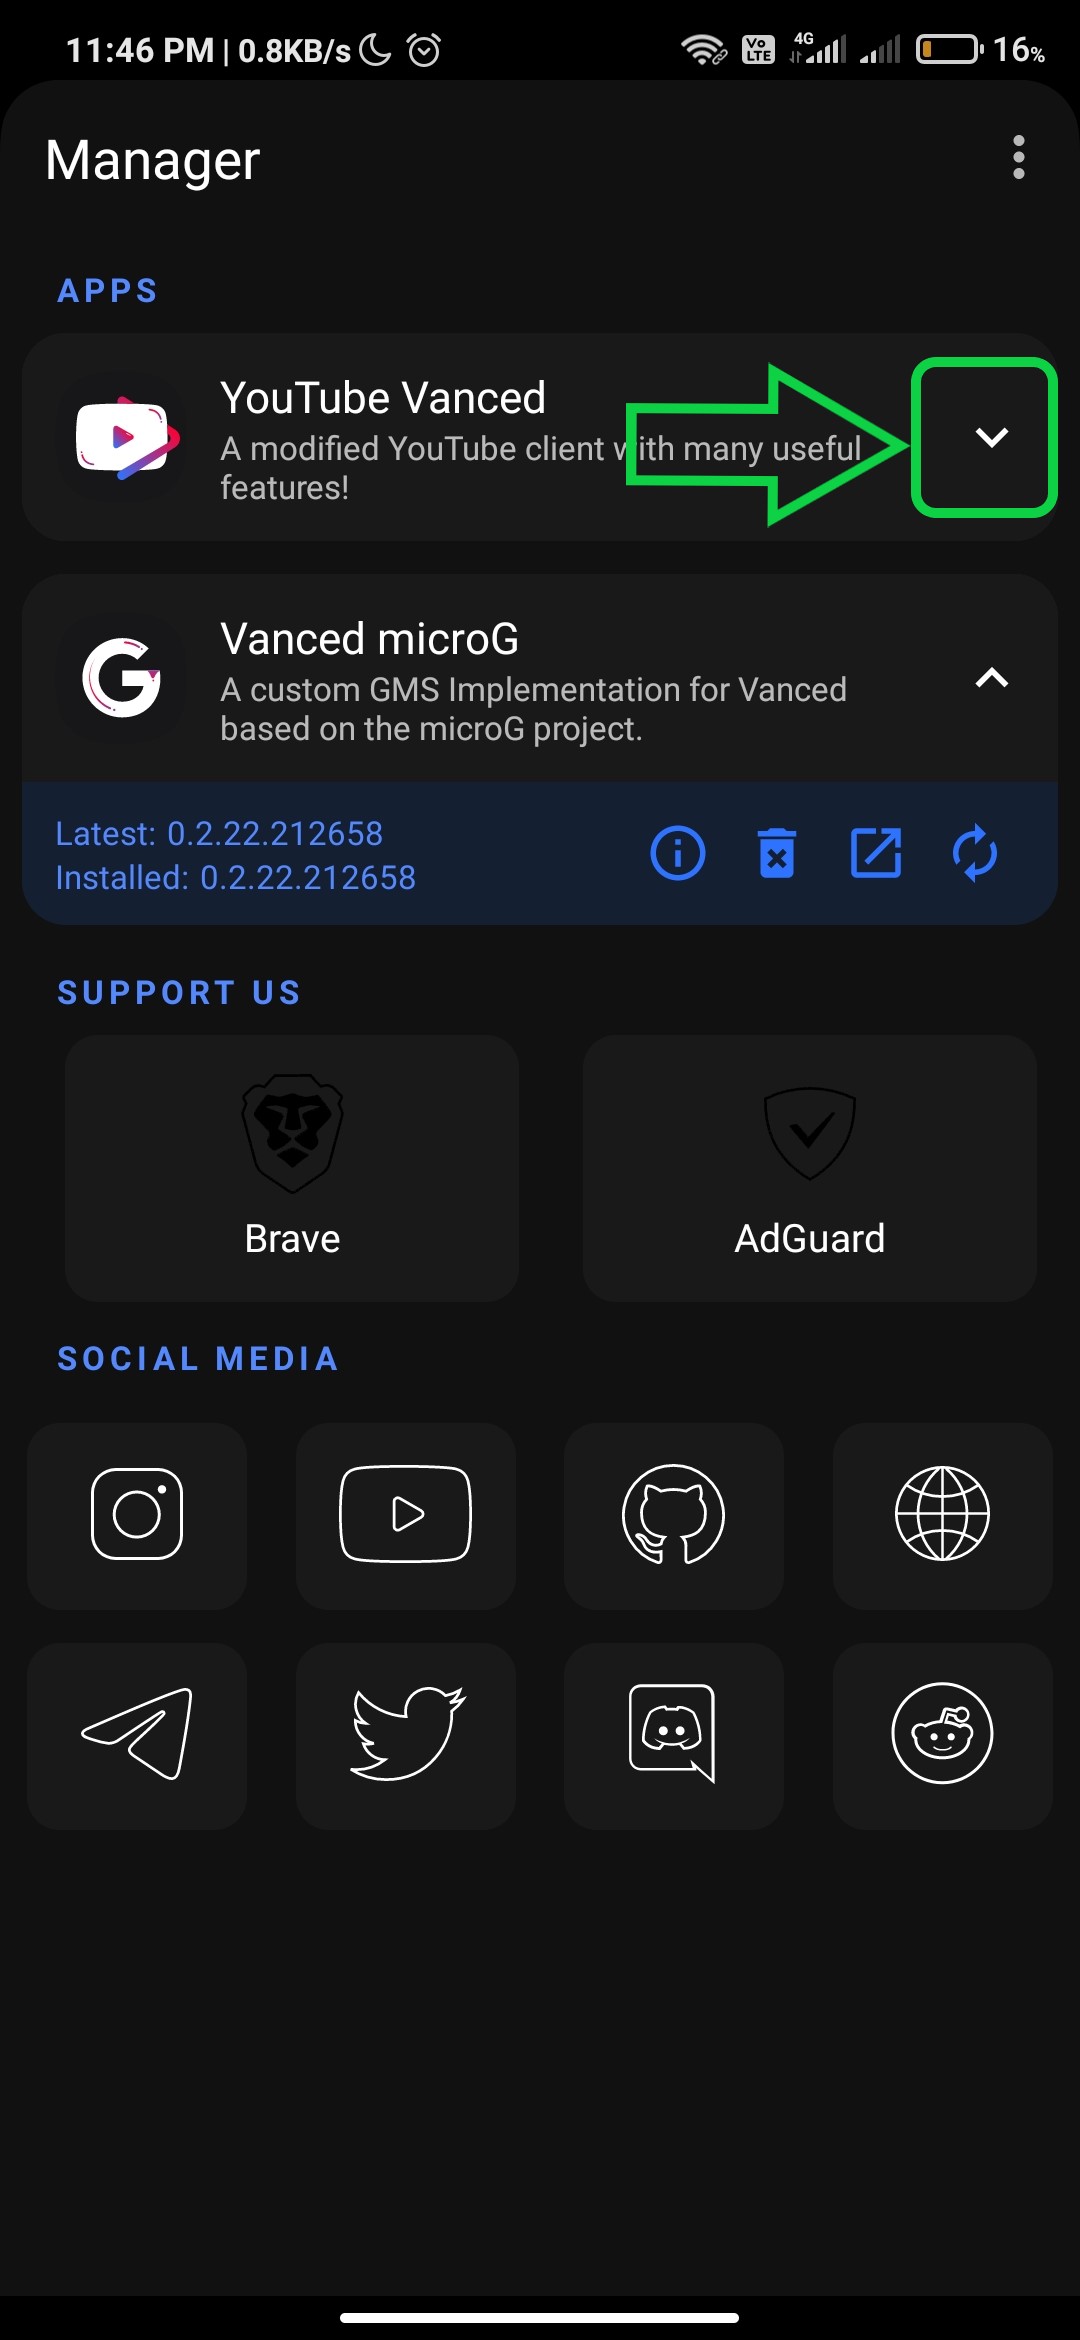 11:46 PM | 0.8KB/s
Vo LTE 4G 16%
Manager
APPS
YouTube Vanced
A modified YouTube client with many useful
features!
Vanced microG
A custom GMS Implementation for Vanced
based on the microG project.
Latest: 0.2.22.212658
Installed: 0.2.22.212658
SUPPORT US
Brave
AdGuard
SOCIAL MEDIA